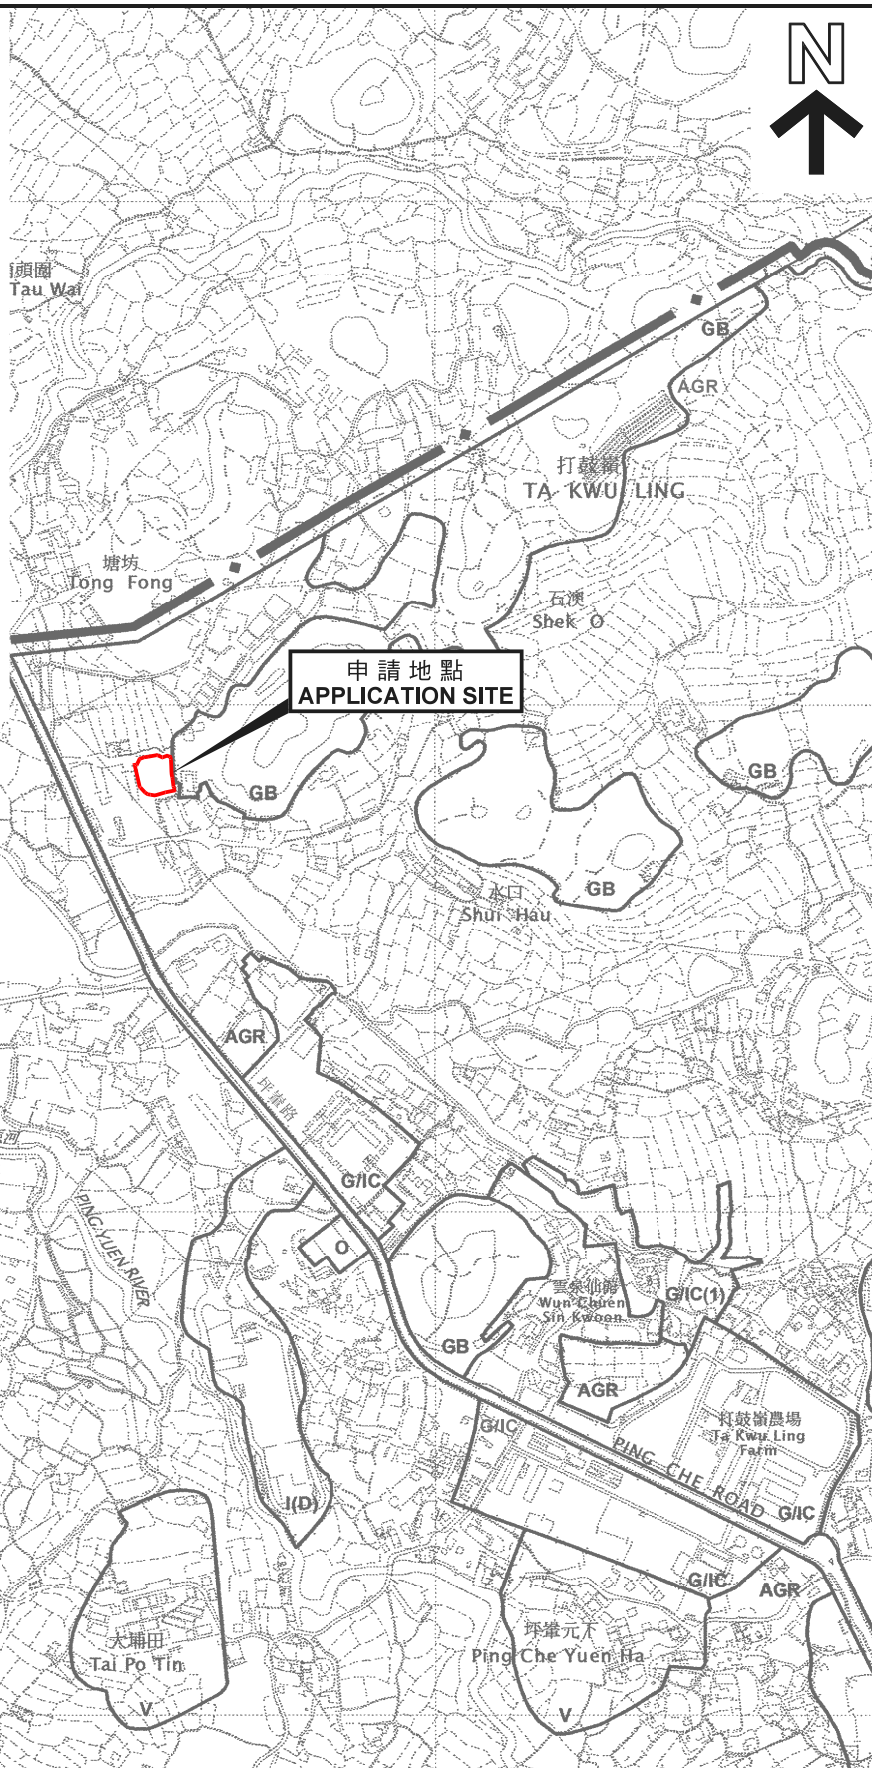 N
頭圍
Tau Wai
GB
AGR
打鼓嶺
TA KWU LING
塘坊
Tong Fong
石澳
Shek O
申請地點
APPLICATION SITE
GB
GB
GB
水口
Shui Hau
AGR
坪輋路
G/IC
PING YUEN RIVER
O
雲泉仙館
Wun Chuen
Sin Kwoon
G/IC(1)
GB
AGR
打鼓嶺農場
Ta Kwu Ling
Farm
G/IC
PING CHE ROAD
G/IC
I(D)
G/IC
AGR
大埔田
Tai Po Tin
坪輋元下
Ping Che Yuen Ha
V
V